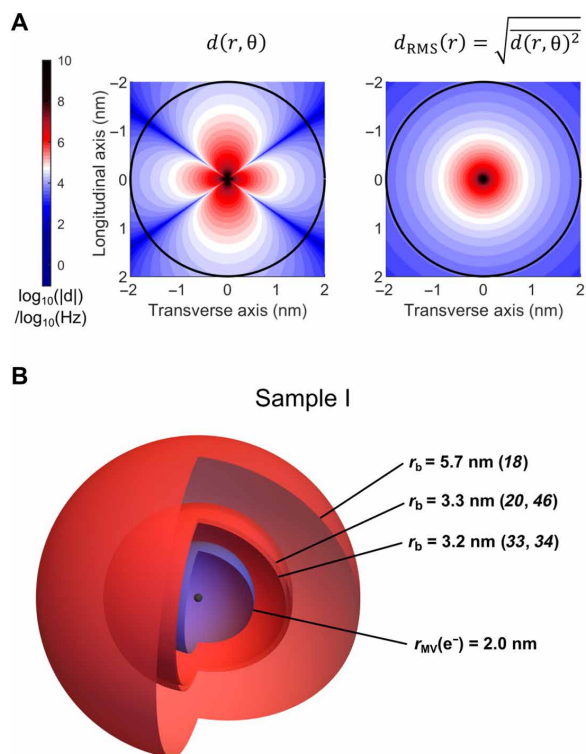 A
d(r, θ)
d_RMS(r) = √d(r, θ)²
10
8
6
4
2
0
log₁₀(|d|)
/log₁₀(Hz)
Longitudinal axis (nm)
−2
-1
0
1
2
−2 −1 0 1 2
Transverse axis (nm)
−2
-1
0
1
2
−2 −1 0 1 2
Transverse axis (nm)
B
Sample I
r_b = 5.7 nm (18)
r_b = 3.3 nm (20, 46)
r_b = 3.2 nm (33, 34)
r_MV(e⁻) = 2.0 nm